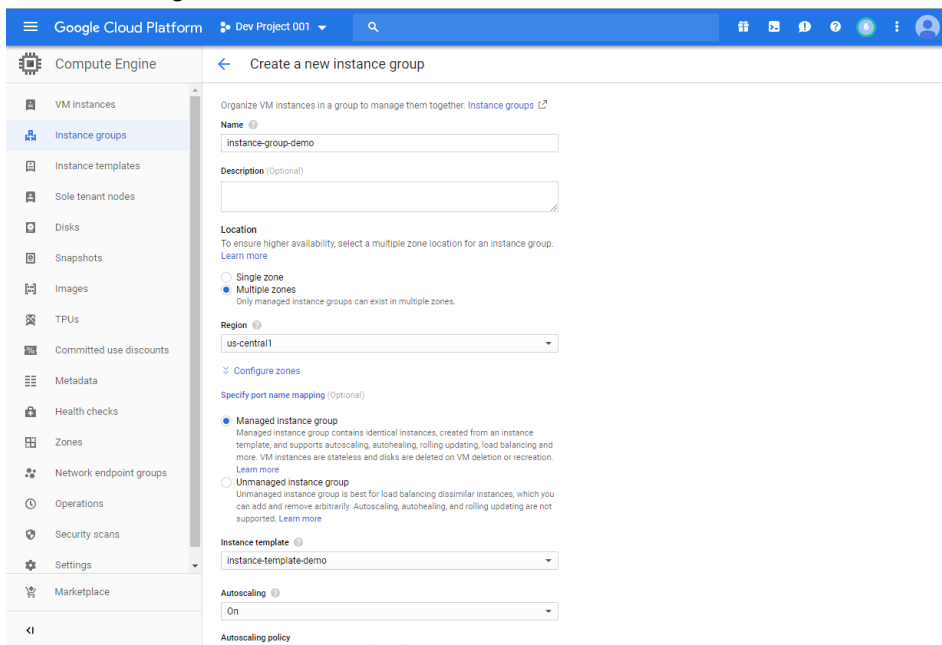 Google Cloud Platform
Dev Project 001
6
Compute Engine
Create a new instance group
VM instances
Instance groups
Instance templates
Sole tenant nodes
Disks
Snapshots
Images
TPUs
Committed use discounts
Metadata
Health checks
Zones
Network endpoint groups
Operations
Security scans
Settings
Marketplace
Organize VM instances in a group to manage them together. Instance groups
Name
instance-group-demo
Description (Optional)
Location
To ensure higher availability, select a multiple zone location for an instance group.
Learn more
Single zone
Multiple zones
Only managed instance groups can exist in multiple zones.
Region
us-central1
Configure zones
Specify port name mapping (Optional)
Managed instance group
Managed instance group contains identical instances, created from an instance
template, and supports autoscaling, autohealing, rolling updating, load balancing and
more. VM instances are stateless and disks are deleted on VM deletion or recreation.
Learn more
Unmanaged instance group
Unmanaged instance group is best for load balancing dissimilar instances, which you
can add and remove arbitrarily. Autoscaling, autohealing, and rolling updating are not
supported. Learn more
Instance template
instance-template-demo
Autoscaling
On
Autoscaling policy